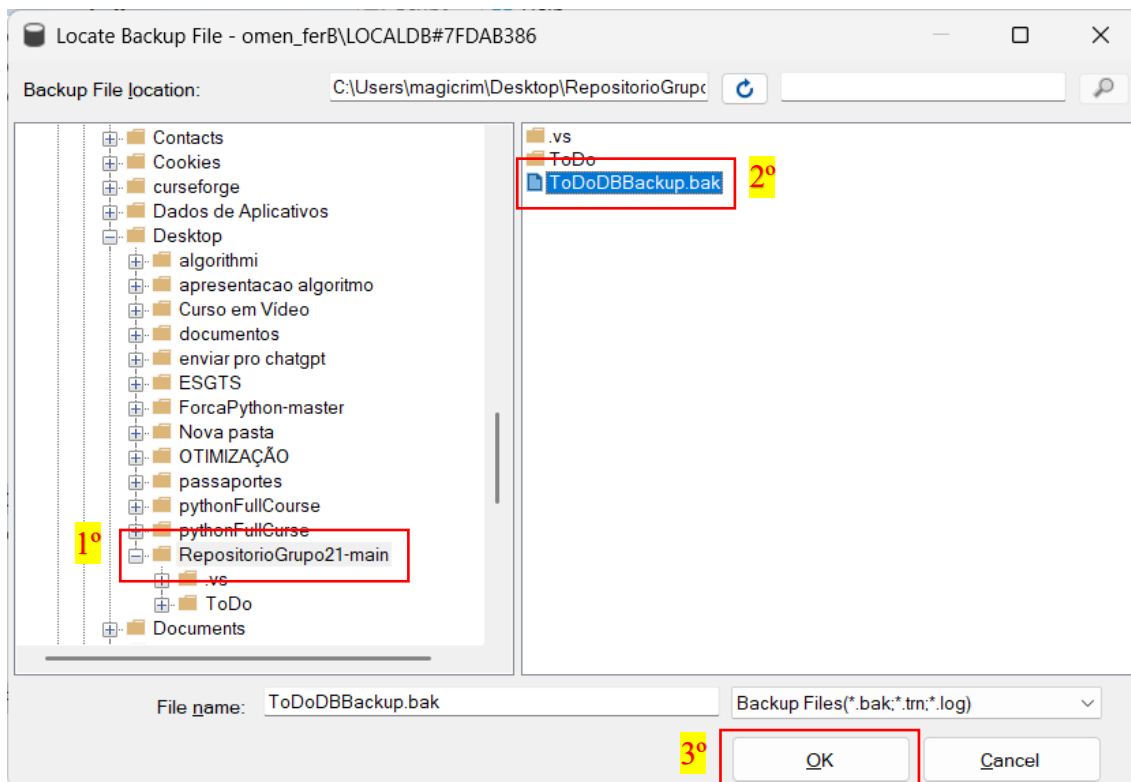 Locate Backup File - omen_ferB\LOCALDB#7FDAB386
Backup File location:
C:\Users\magicrim\Desktop\RepositorioGrupo
Contacts
Cookies
curseforge
Dados de Aplicativos
Desktop
algorithmi
apresentacao algoritmo
Curso em Vídeo
documentos
enviar pro chatgpt
ESGTS
ForcaPython-master
Nova pasta
OTIMIZAÇÃO
passaportes
pythonFullCourse
pythonFullCurse
1º
RepositorioGrupo21-main
.vs
ToDo
Documents
.vs
ToDo
ToDoDBBackup.bak
2º
File name:
ToDoDBBackup.bak
Backup Files(*.bak;*.trn;*.log)
3º
OK
Cancel